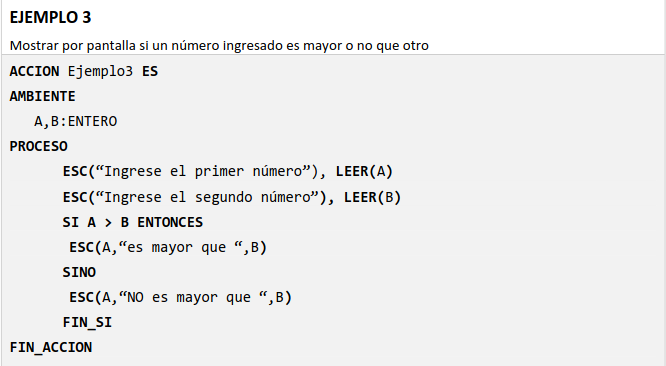 EJEMPLO 3
Mostrar por pantalla si un número ingresado es mayor o no que otro
ACCION Ejemplo3 ES
AMBIENTE
A,B:ENTERO
PROCESO
ESC(“Ingrese el primer número”), LEER(A)
ESC(“Ingrese el segundo número”), LEER(B)
SI A > B ENTONCES
ESC(A,“es mayor que “,B)
SINO
ESC(A,“NO es mayor que “,B)
FIN_SI
FIN_ACCION